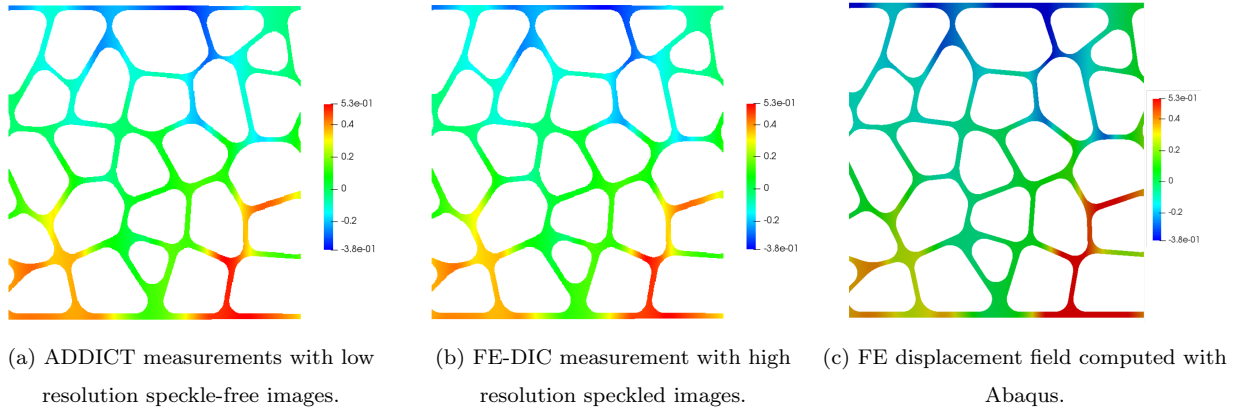 5.3e-01
0.4
0.2
0
-0.2
-3.8e-01
5.3e-01
0.4
0.2
0
-0.2
-3.8e-01
5.3e-01
0.4
0.2
0
-0.2
-3.8e-01
(a) ADDICT measurements with low
resolution speckle-free images.
(b) FE-DIC measurement with high
resolution speckled images.
(c) FE displacement field computed with
Abaqus.